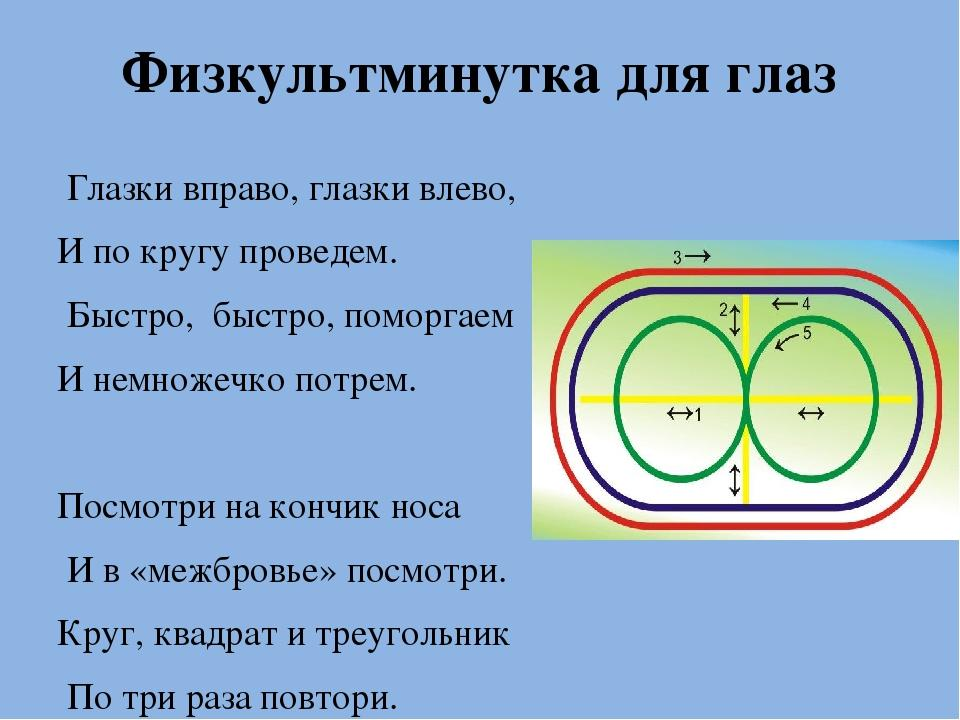 Физкультминутка для глаз
Глазки вправо, глазки влево,
И по кругу проведем.
Быстро, быстро, поморгаем
И немножечко потрем.
Посмотри на кончик носа
И в «межбровье» посмотри.
Круг, квадрат и треугольник
По три раза повтори.
3→
2↕ ←4
5
↔1 ↔
↕